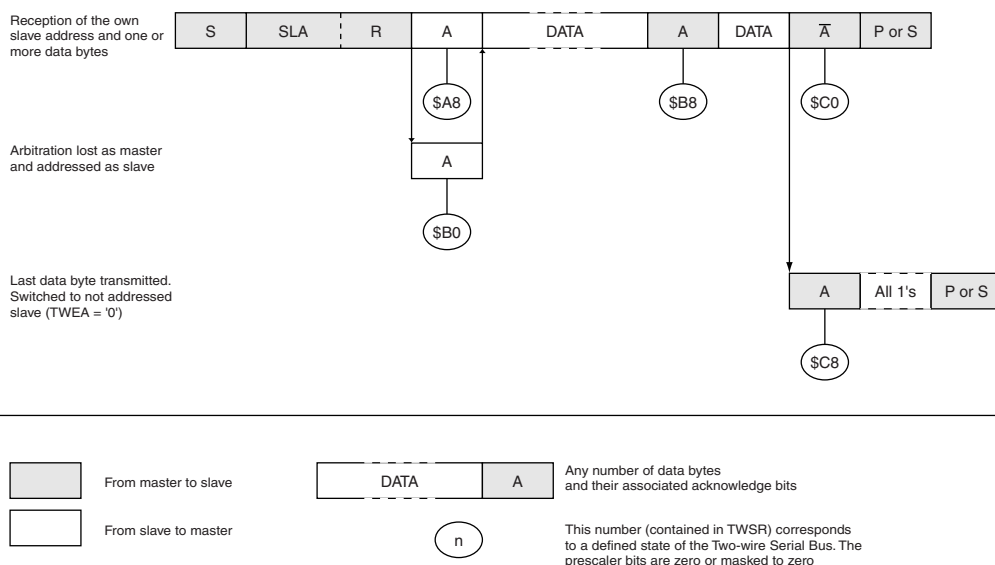 Reception of the own
slave address and one or
more data bytes
S SLA R A DATA A DATA A̅ P or S
$A8 $B8 $C0
Arbitration lost as master
and addressed as slave
A
$B0
Last data byte transmitted.
Switched to not addressed
slave (TWEA = '0')
A All 1's P or S
$C8
From master to slave
DATA A
Any number of data bytes
and their associated acknowledge bits
From slave to master
n
This number (contained in TWSR) corresponds
to a defined state of the Two-wire Serial Bus. The
prescaler bits are zero or masked to zero